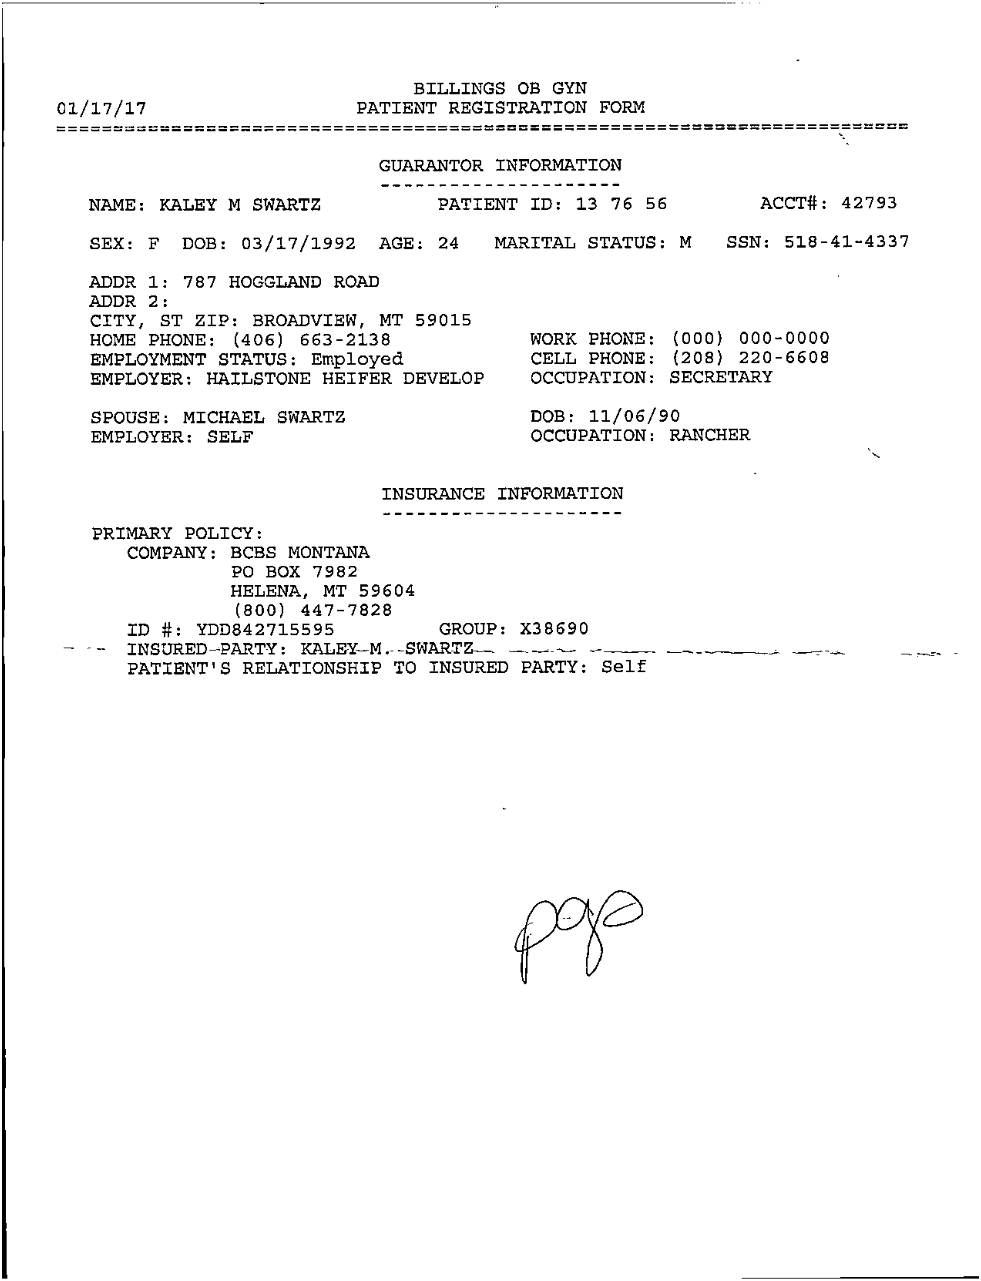 BILLINGS OB GYN
01/17/17 PATIENT REGISTRATION FORM
GUARANTOR INFORMATION
NAME: KALEY M SWARTZ PATIENT ID: 13 76 56 ACCT#: 42793
SEX: F DOB: 03/17/1992 AGE: 24 MARITAL STATUS: M SSN: 518-41-4337
ADDR 1: 787 HOGGLAND ROAD
ADDR 2:
CITY, ST ZIP: BROADVIEW, MT 59015
HOME PHONE: (406) 663-2138 WORK PHONE: (000) 000-0000
EMPLOYMENT STATUS: Employed CELL PHONE: (208) 220-6608
EMPLOYER: HAILSTONE HEIFER DEVELOP OCCUPATION: SECRETARY
SPOUSE: MICHAEL SWARTZ DOB: 11/06/90
EMPLOYER: SELF OCCUPATION: RANCHER
INSURANCE INFORMATION
PRIMARY POLICY:
COMPANY: BCBS MONTANA
PO BOX 7982
HELENA, MT 59604
(800) 447-7828
ID #: YDD842715595 GROUP: X38690
INSURED PARTY: KALEY M. SWARTZ
PATIENT'S RELATIONSHIP TO INSURED PARTY: Self